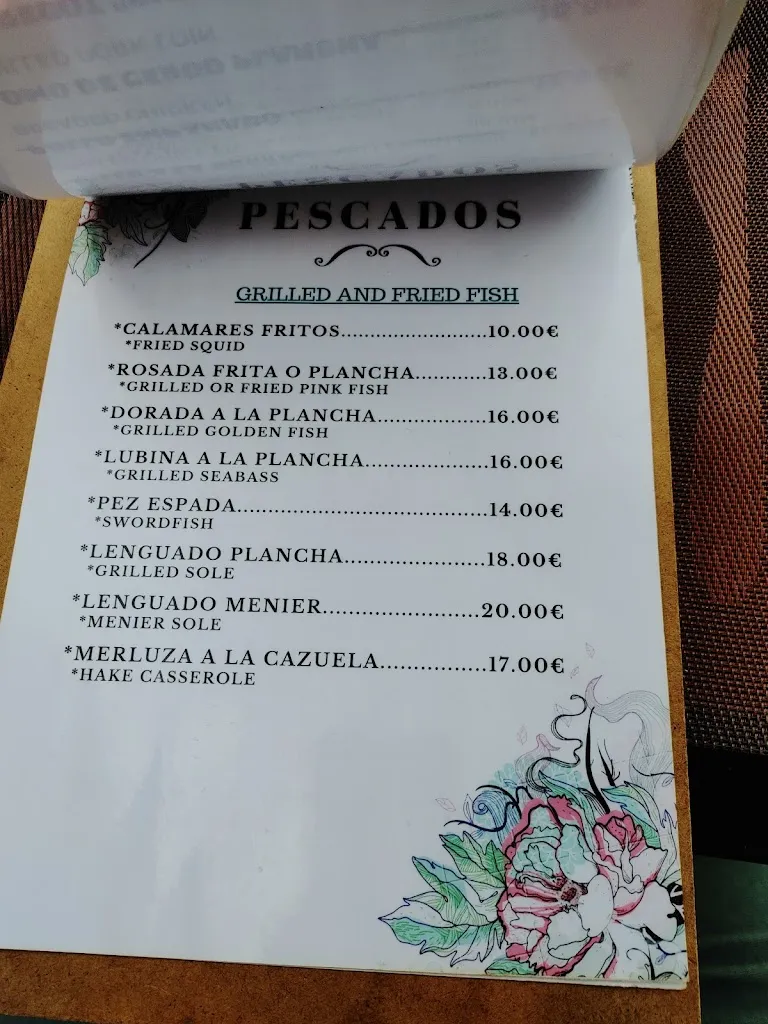 PESCADOS
GRILLED AND FRIED FISH
*CALAMARES FRITOS.......................10.00€
*FRIED SQUID
*ROSADA FRITA O PLANCHA............13.00€
*GRILLED OR FRIED PINK FISH
*DORADA A LA PLANCHA..................16.00€
*GRILLED GOLDEN FISH
*LUBINA A LA PLANCHA....................16.00€
*GRILLED SEABASS
*PEZ ESPADA........................................14.00€
*SWORDFISH
*LENGUADO PLANCHA.......................18.00€
*GRILLED SOLE
*LENGUADO MENIER.........................20.00€
*MENIER SOLE
*MERLUZA A LA CAZUELA.................17.00€
*HAKE CASSEROLE